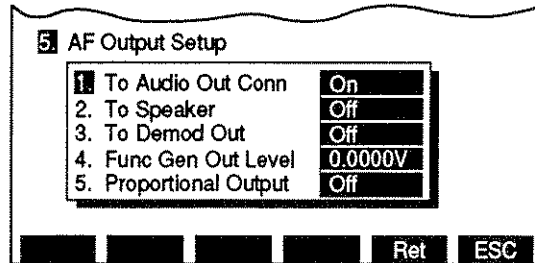 5. AF Output Setup
1. To Audio Out Conn On
2. To Speaker Off
3. To Demod Out Off
4. Func Gen Out Level 0.0000V
5. Proportional Output Off
Ret ESC